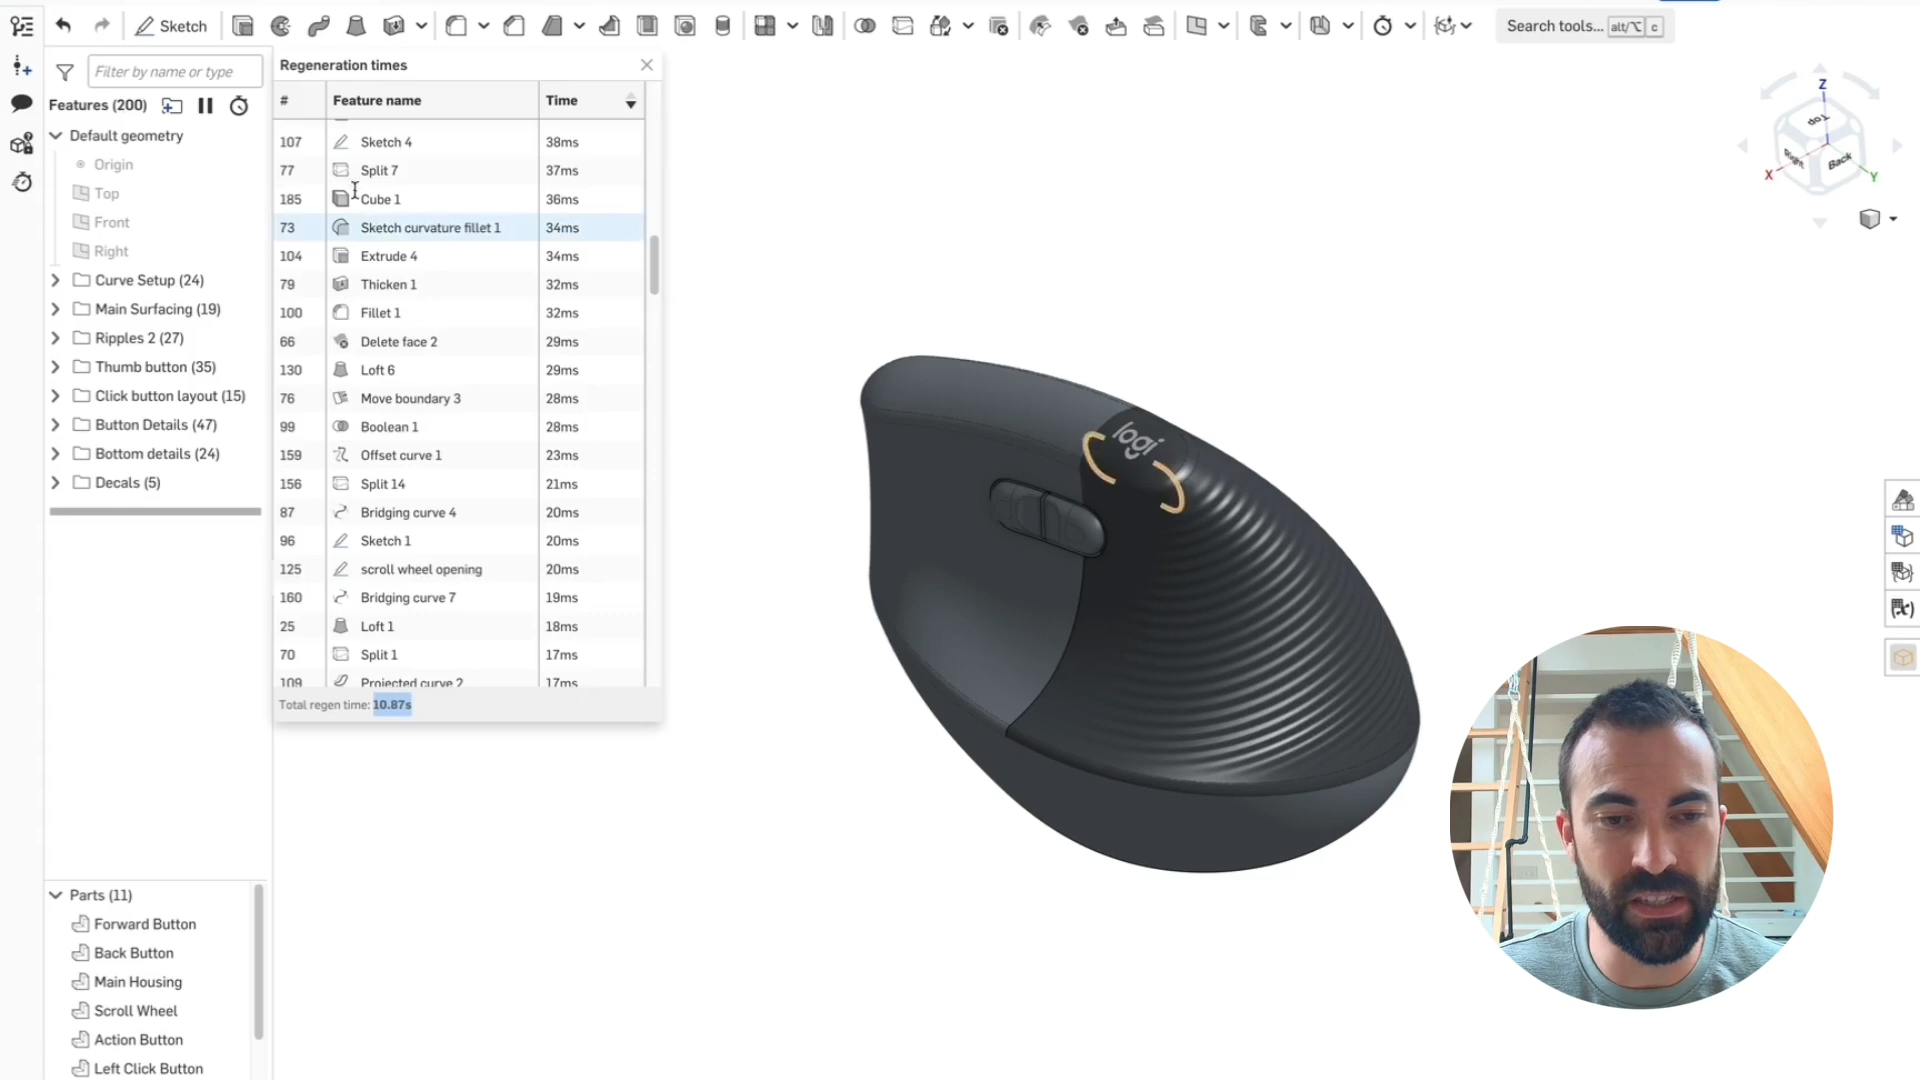 Sketch
Search tools... alt/⌥ c
Filter by name or type
Features (200)
Default geometry
Origin
Top
Front
Right
Curve Setup (24)
Main Surfacing (19)
Ripples 2 (27)
Thumb button (35)
Click button layout (15)
Button Details (47)
Bottom details (24)
Decals (5)
Parts (11)
Forward Button
Back Button
Main Housing
Scroll Wheel
Action Button
Left Click Button
Regeneration times
# Feature name Time
107 Sketch 4 38ms
77 Split 7 37ms
185 Cube 1 36ms
73 Sketch curvature fillet 1 34ms
104 Extrude 4 34ms
79 Thicken 1 32ms
100 Fillet 1 32ms
66 Delete face 2 29ms
130 Loft 6 29ms
76 Move boundary 3 28ms
99 Boolean 1 28ms
159 Offset curve 1 23ms
156 Split 14 21ms
87 Bridging curve 4 20ms
96 Sketch 1 20ms
125 scroll wheel opening 20ms
160 Bridging curve 7 19ms
25 Loft 1 18ms
70 Split 1 17ms
109 Projected curve 2 17ms
Total regen time: 10.87s
logi
Z
Top
Right
Back
X
Y